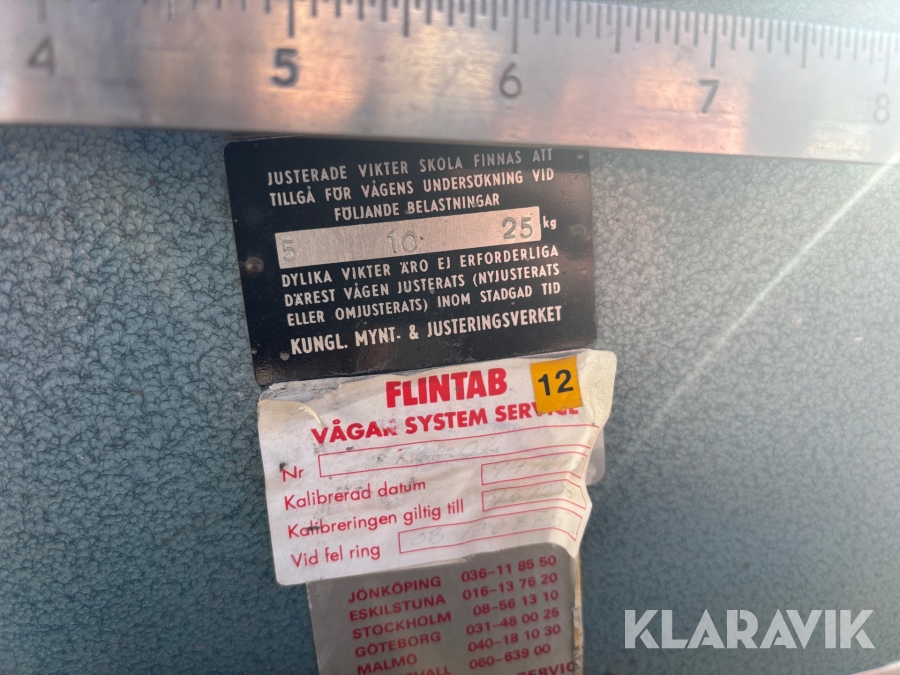 4 5 6 7 8
JUSTERADE VIKTER SKOLA FINNAS ATT
TILLGÅ FÖR VÅGENS UNDERSÖKNING VID
FÖLJANDE BELASTNINGAR
5 10 25 kg
DYLIKA VIKTER ÄRO EJ ERFORDERLIGA
DÄREST VÅGEN JUSTERATS (NYJUSTERATS
ELLER OMJUSTERATS) INOM STADGAD TID
KUNGL. MYNT- & JUSTERINGSVERKET
FLINTAB 12
VÅGAR SYSTEM SERVICE
Nr
Kalibrerad datum
Kalibreringen giltig till
Vid fel ring
JÖNKÖPING 036-11 85 50
ESKILSTUNA 016-13 76 20
STOCKHOLM 08-56 13 10
GÖTEBORG 031-48 00 25
MALMÖ 040-18 10 30
060-639 00
SERVIC
KLARAVIK